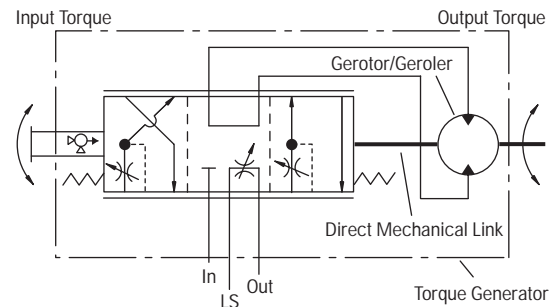 Input Torque
Output Torque
Gerotor/Geroler
Direct Mechanical Link
In
LS
Out
Torque Generator